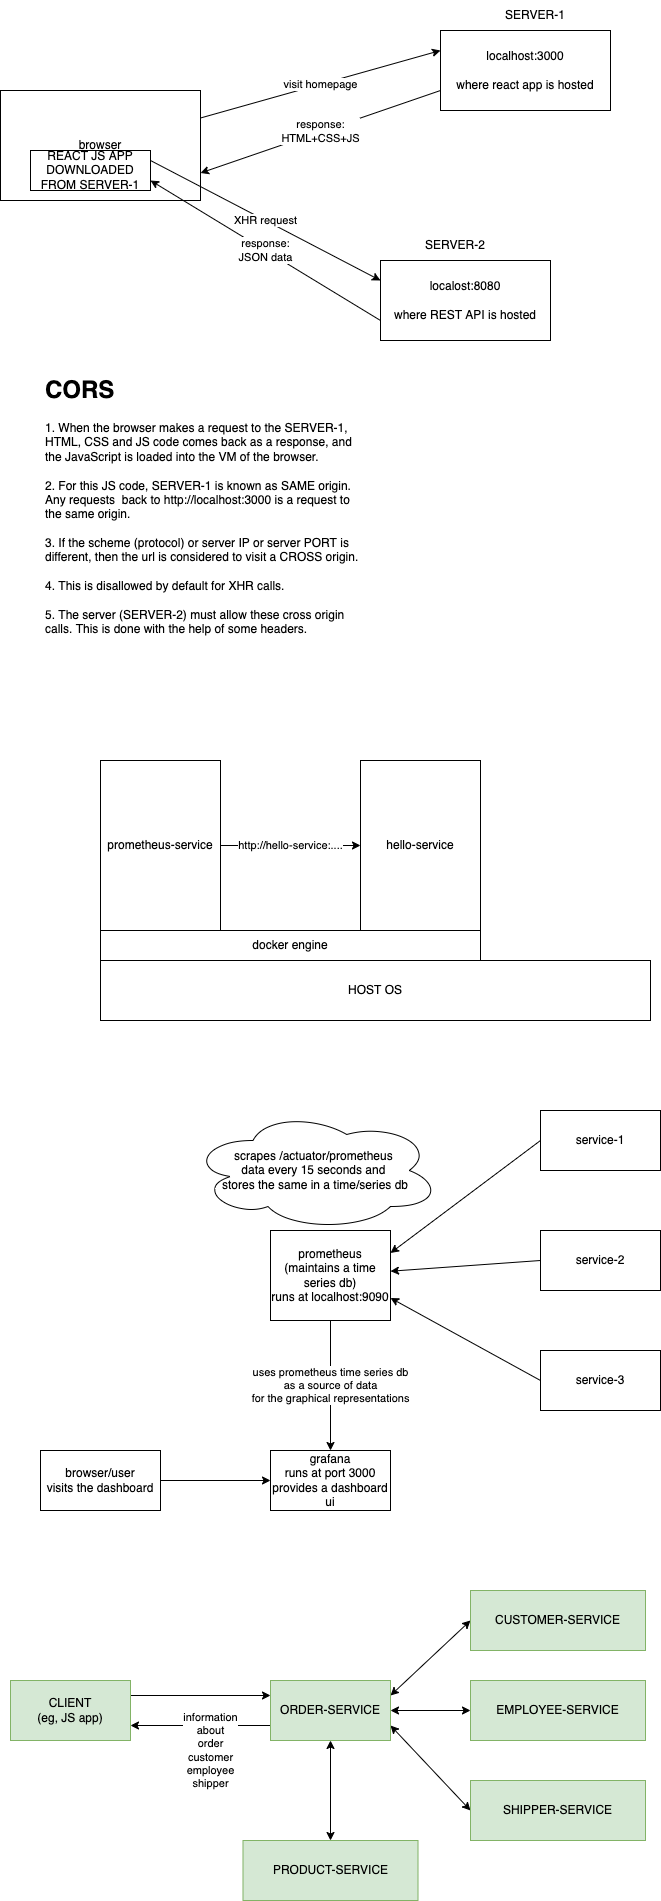 SERVER-1
localhost:3000
where react app is hosted
visit homepage
response:
HTML+CSS+JS
browser
REACT JS APP
DOWNLOADED
FROM SERVER-1
XHR request
response:
JSON data
SERVER-2
localost:8080
where REST API is hosted
CORS
1. When the browser makes a request to the SERVER-1,
HTML, CSS and JS code comes back as a response, and
the JavaScript is loaded into the VM of the browser.
2. For this JS code, SERVER-1 is known as SAME origin.
Any requests  back to http://localhost:3000 is a request to
the same origin.
3. If the scheme (protocol) or server IP or server PORT is
different, then the url is considered to visit a CROSS origin.
4. This is disallowed by default for XHR calls.
5. The server (SERVER-2) must allow these cross origin
calls. This is done with the help of some headers.
prometheus-service
http://hello-service:....
hello-service
docker engine
HOST OS
scrapes /actuator/prometheus
data every 15 seconds and
stores the same in a time/series db
service-1
prometheus
(maintains a time
series db)
runs at localhost:9090
service-2
service-3
uses prometheus time series db
as a source of data
for the graphical representations
browser/user
visits the dashboard
grafana
runs at port 3000
provides a dashboard
ui
CUSTOMER-SERVICE
CLIENT
(eg, JS app)
ORDER-SERVICE
EMPLOYEE-SERVICE
information
about
order
customer
employee
shipper
SHIPPER-SERVICE
PRODUCT-SERVICE